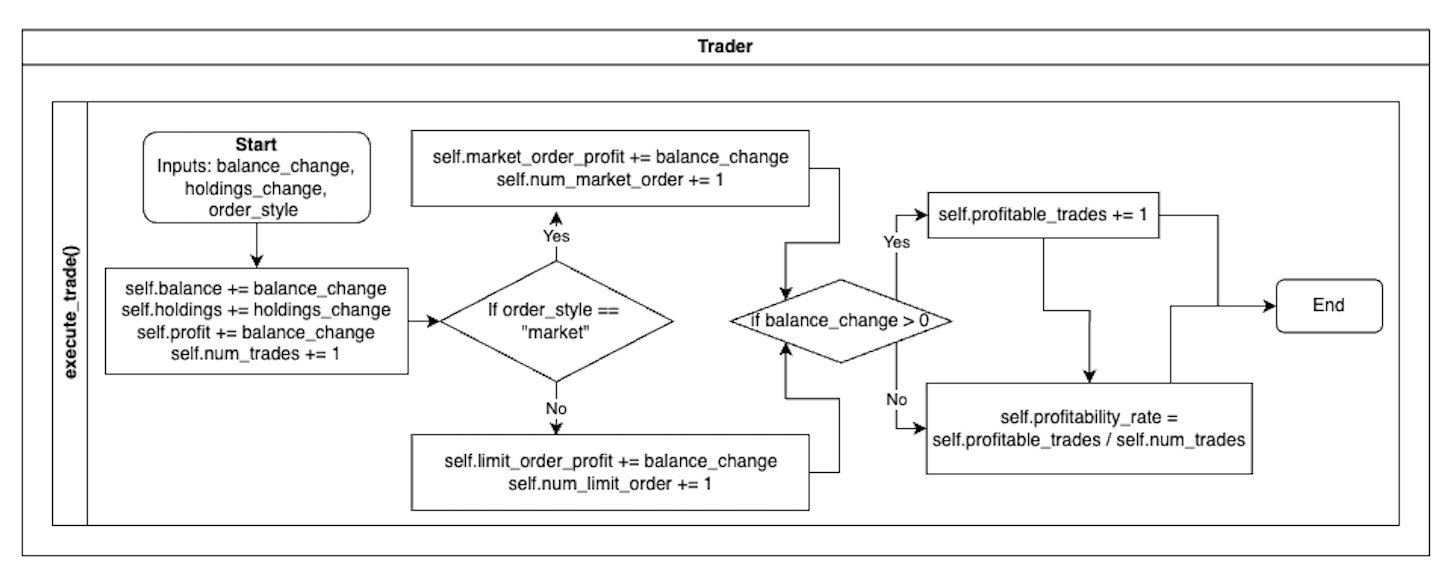 Trader
execute_trade()
Start
Inputs: balance_change,
holdings_change,
order_style
self.balance += balance_change
self.holdings += holdings_change
self.profit += balance_change
self.num_trades += 1
If order_style ==
"market"
Yes
self.market_order_profit += balance_change
self.num_market_order += 1
No
self.limit_order_profit += balance_change
self.num_limit_order += 1
if balance_change > 0
Yes
self.profitable_trades += 1
No
self.profitability_rate =
self.profitable_trades / self.num_trades
End